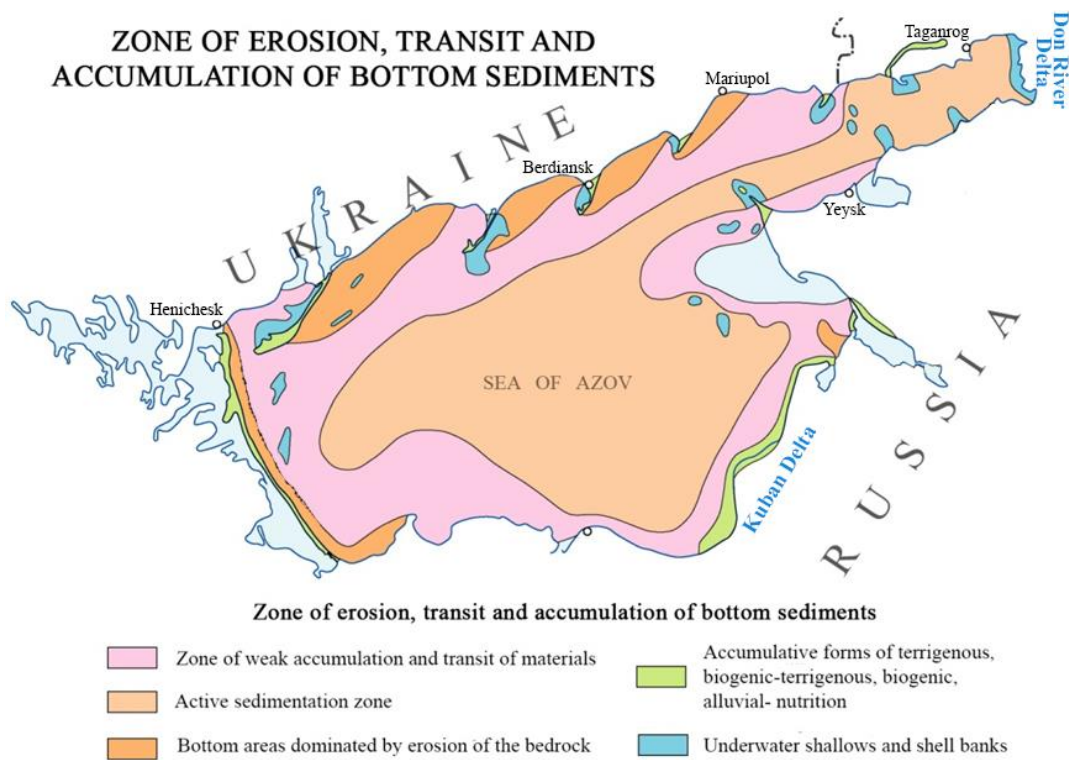 ZONE OF EROSION, TRANSIT AND
ACCUMULATION OF BOTTOM SEDIMENTS
Taganrog
Don River
Delta
Mariupol
UKRAINE
Berdiansk
Yeysk
Henichesk
SEA OF AZOV
RUSSIA
Kuban Delta
Zone of erosion, transit and accumulation of bottom sediments
Zone of weak accumulation and transit of materials
Active sedimentation zone
Bottom areas dominated by erosion of the bedrock
Accumulative forms of terrigenous,
biogenic-terrigenous, biogenic,
alluvial- nutrition
Underwater shallows and shell banks